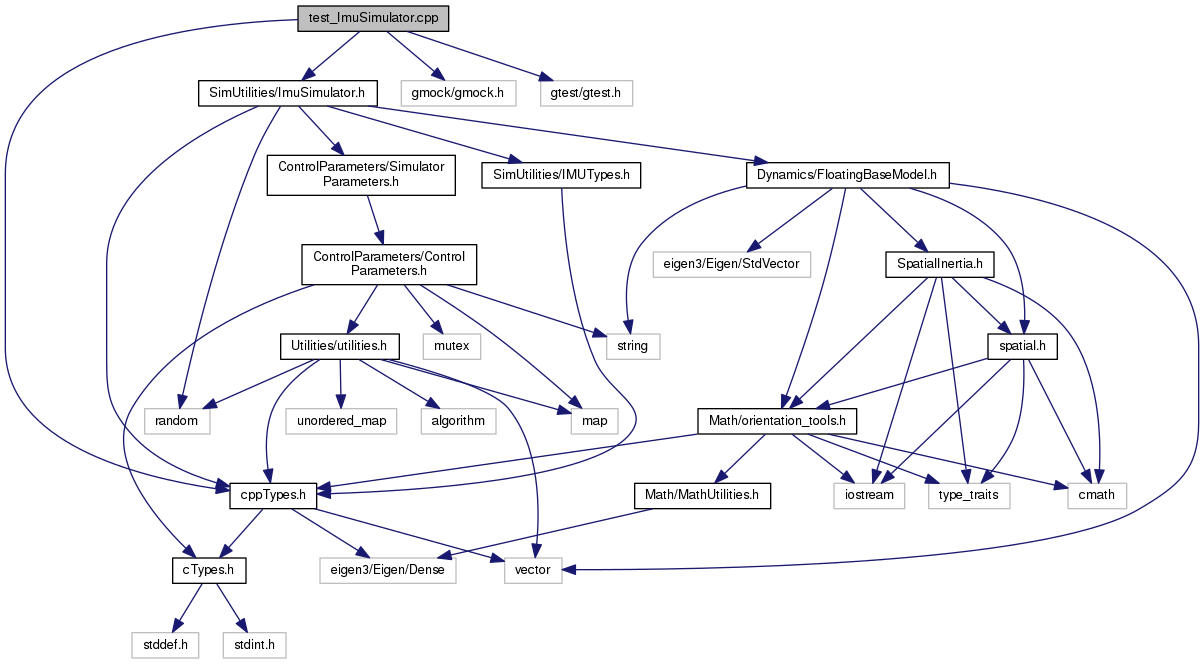 test_ImuSimulator.cpp
SimUtilities/ImuSimulator.h
gmock/gmock.h
gtest/gtest.h
ControlParameters/Simulator
Parameters.h
SimUtilities/IMUTypes.h
Dynamics/FloatingBaseModel.h
ControlParameters/Control
Parameters.h
eigen3/Eigen/StdVector
SpatialInertia.h
Utilities/utilities.h
mutex
string
spatial.h
random
unordered_map
algorithm
map
Math/orientation_tools.h
cppTypes.h
Math/MathUtilities.h
iostream
type_traits
cmath
cTypes.h
eigen3/Eigen/Dense
vector
stddef.h
stdint.h